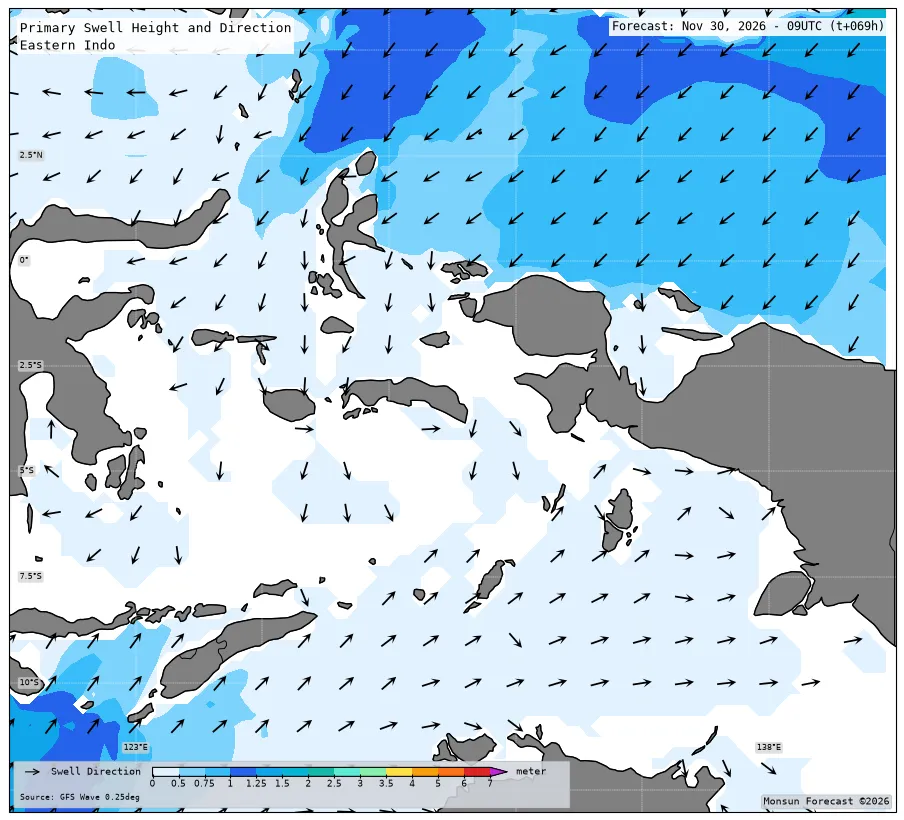 Primary Swell Height and Direction
Eastern Indo
Forecast: Nov 30, 2026 - 09UTC (t+069h)
2.5°N
0°
2.5°S
5°S
7.5°S
10°S
123°E
138°E
Swell Direction
0 0.5 0.75 1 1.25 1.5 2 2.5 3 3.5 4 5 6 7
meter
Source: GFS Wave 0.25deg
Monsun Forecast ©2026